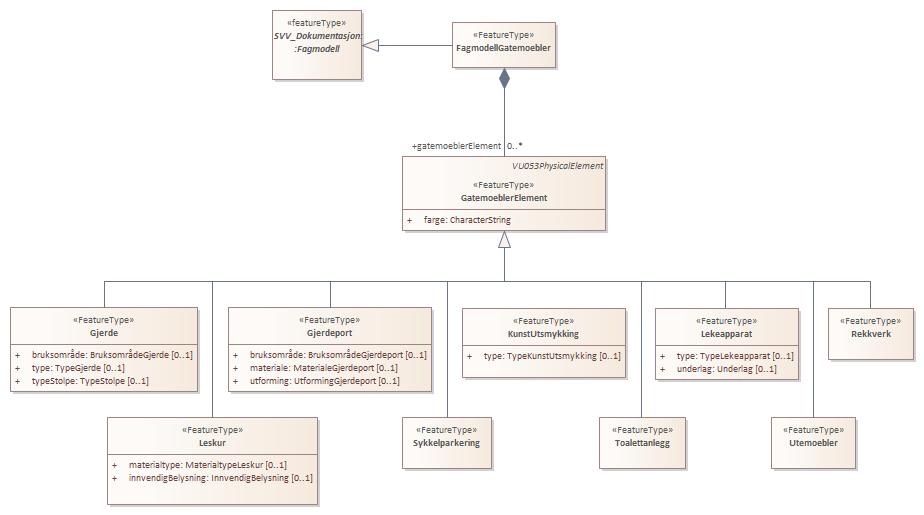 «featureType»
SVV_Dokumentasjon:
:Fagmodell
«FeatureType»
FagmodellGatemoebler
+gatemoeblerElement 0..*
VU053PhysicalElement
«FeatureType»
GatemoeblerElement
+ farge: CharacterString
«FeatureType»
Gjerde
+ bruksområde: BruksområdeGjerde [0..1]
+ type: TypeGjerde [0..1]
+ typeStolpe: TypeStolpe [0..1]
«FeatureType»
Gjerdeport
+ bruksområde: BruksområdeGjerdeport [0..1]
+ materiale: MaterialeGjerdeport [0..1]
+ utforming: UtformingGjerdeport [0..1]
«FeatureType»
KunstUtsmykking
+ type: TypeKunstUtsmykking [0..1]
«FeatureType»
Lekeapparat
+ type: TypeLekeapparat [0..1]
+ underlag: Underlag [0..1]
«FeatureType»
Rekkverk
«FeatureType»
Leskur
+ materialtype: MaterialtypeLeskur [0..1]
+ innvendigBelysning: InnvendigBelysning [0..1]
«FeatureType»
Sykkelparkering
«FeatureType»
Toalettanlegg
«FeatureType»
Utemoebler